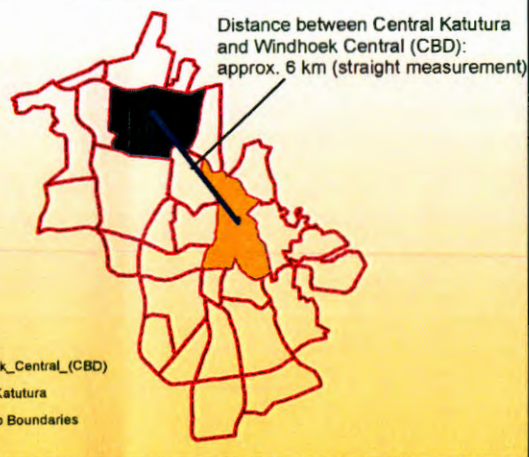 Distance between Central Katutura
and Windhoek Central (CBD):
approx. 6 km (straight measurement)
k_Central_(CBD)
Katutura
Boundaries